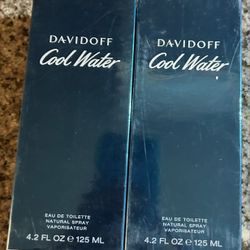 DAVIDOFF
Cool Water
EAU DE TOILETTE
NATURAL SPRAY
VAPORISATEUR
4.2 FL OZ e 125 ML
DAVIDOFF
Cool Water
EAU DE TOILETTE
NATURAL SPRAY
VAPORISATEUR
4.2 FL OZ e 125 ML